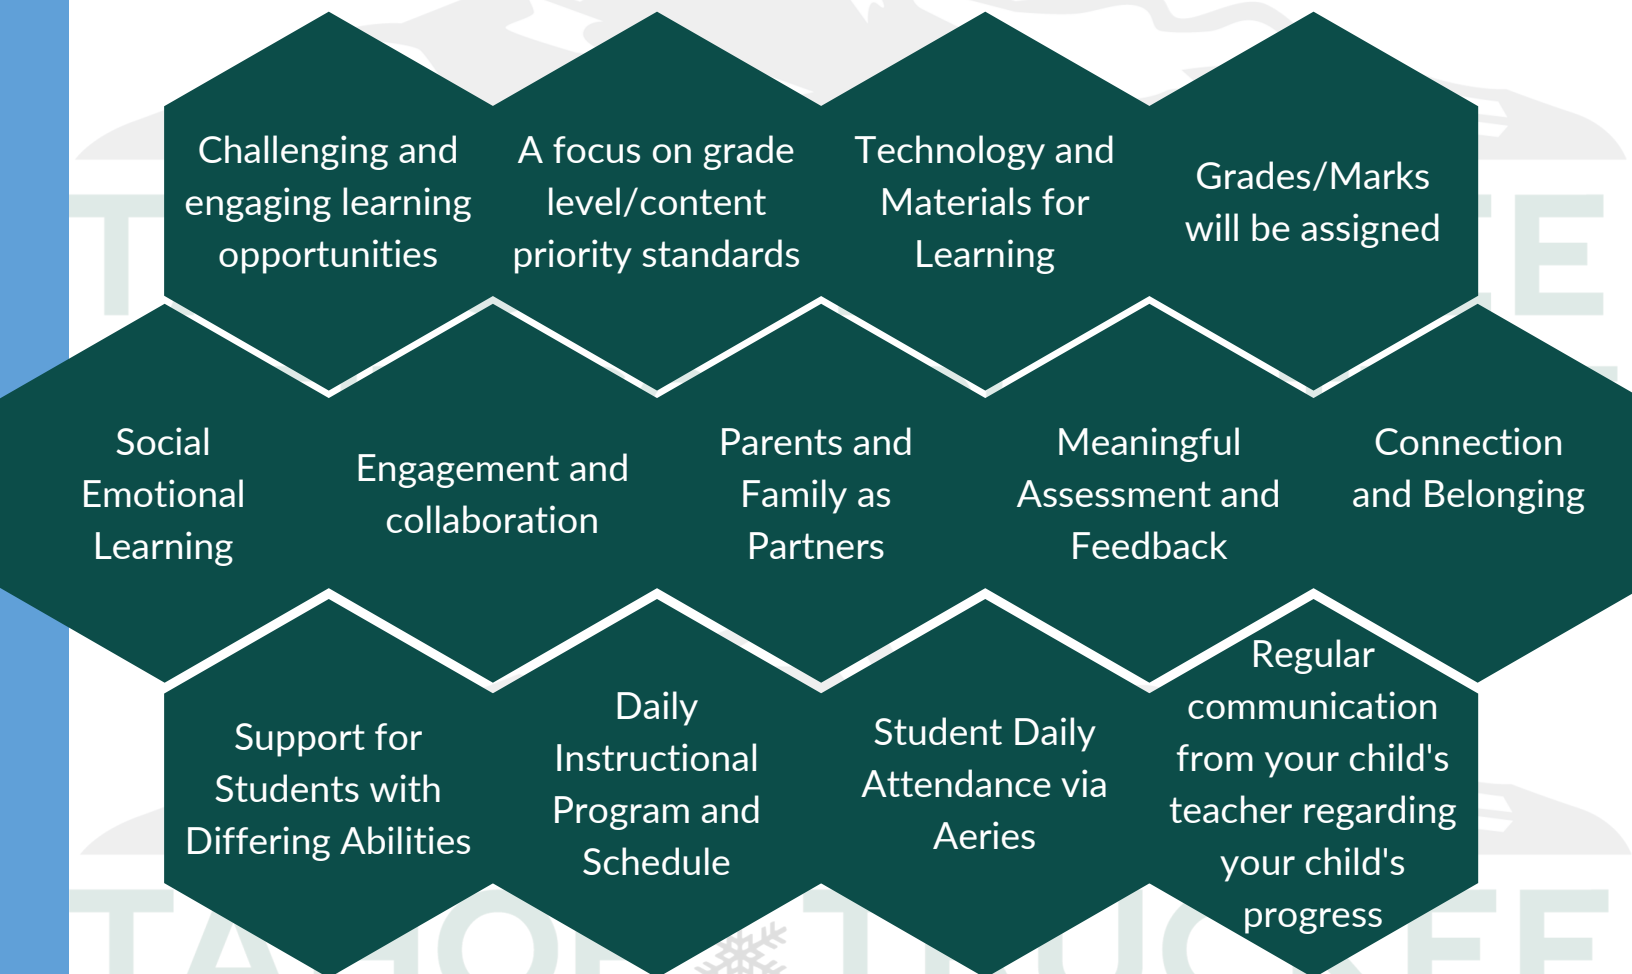 Challenging and
engaging learning
opportunities
A focus on grade
level/content
priority standards
Technology and
Materials for
Learning
Grades/Marks
will be assigned
Social
Emotional
Learning
Engagement and
collaboration
Parents and
Family as
Partners
Meaningful
Assessment and
Feedback
Connection
and Belonging
Support for
Students with
Differing Abilities
Daily
Instructional
Program and
Schedule
Student Daily
Attendance via
Aeries
Regular
communication
from your child's
teacher regarding
your child's
progress
TAHOE TRUCKEE